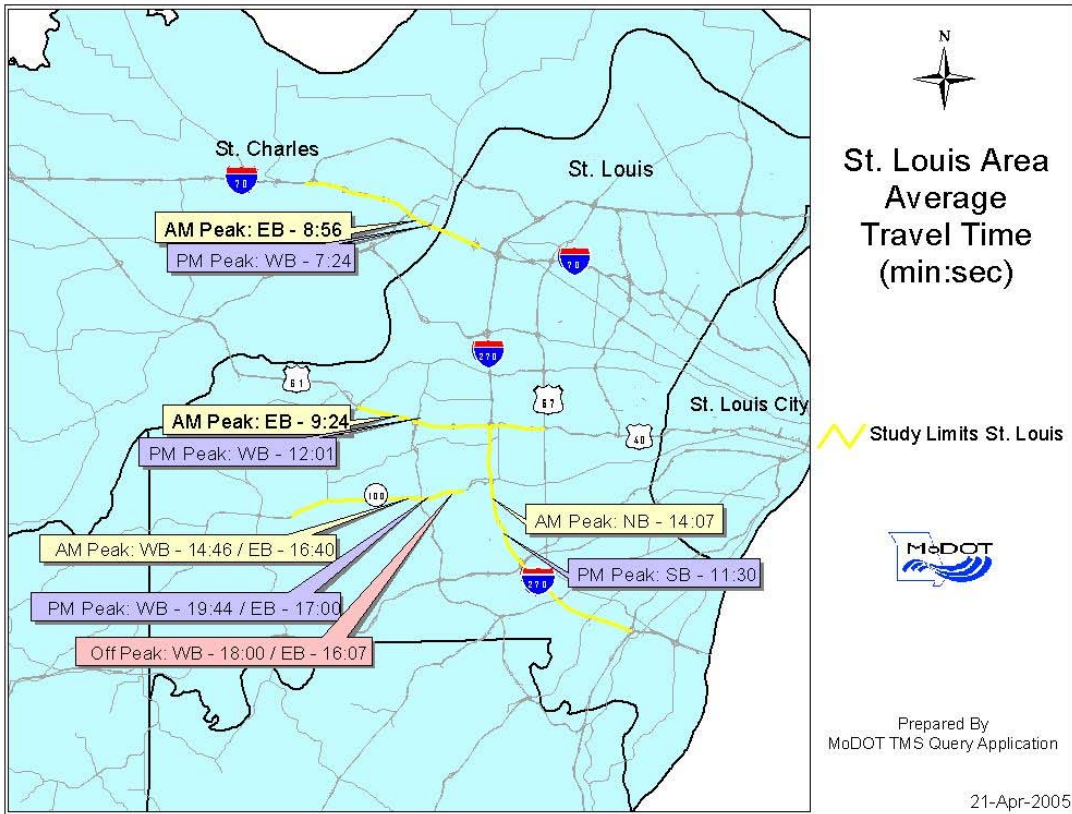 N
St. Louis Area
Average
Travel Time
(min:sec)
St. Charles
St. Louis
70
AM Peak: EB - 8:56
PM Peak: WB - 7:24
70
270
61
67
St. Louis City
AM Peak: EB - 9:24
40
PM Peak: WB - 12:01
Study Limits St. Louis
100
AM Peak: NB - 14:07
AM Peak: WB - 14:46 / EB - 16:40
MoDOT
PM Peak: SB - 11:30
270
PM Peak: WB - 19:44 / EB - 17:00
Off Peak: WB - 18:00 / EB - 16:07
Prepared By
MoDOT TMS Query Application
21-Apr-2005